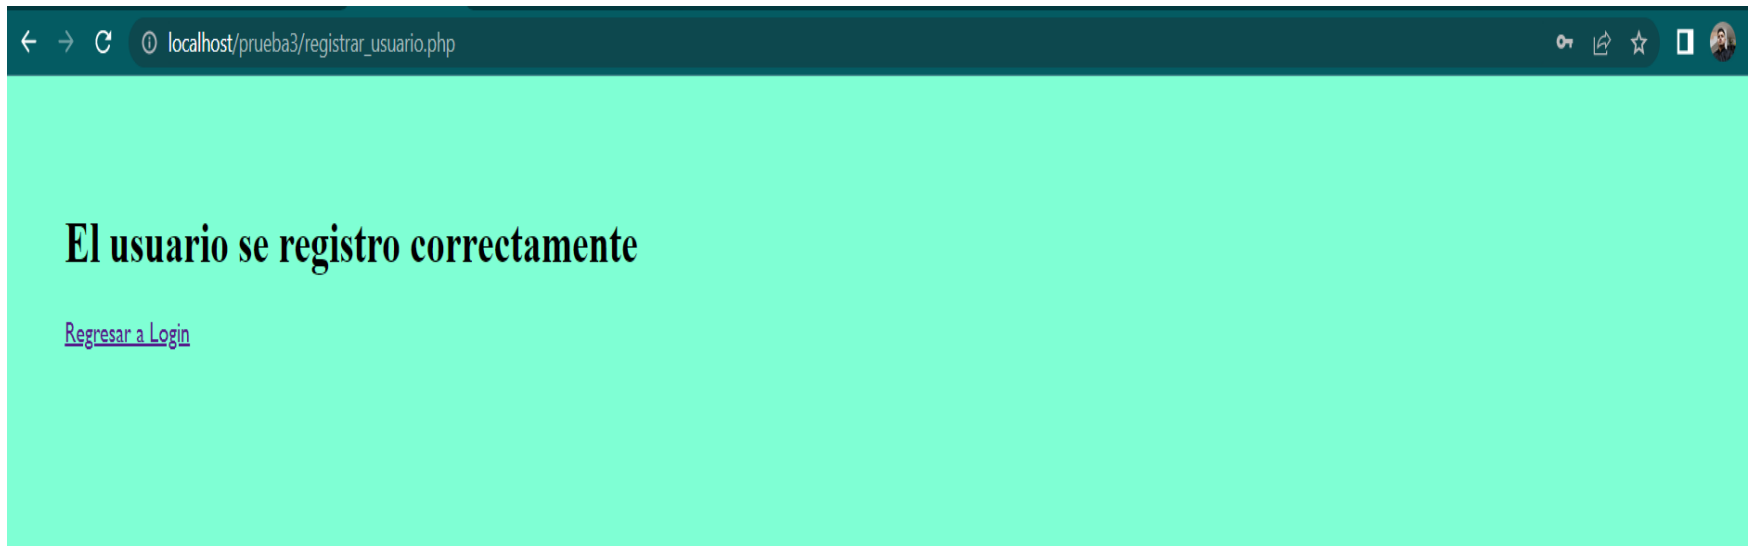 localhost/prueba3/registrar_usuario.php
El usuario se registro correctamente
Regresar a Login